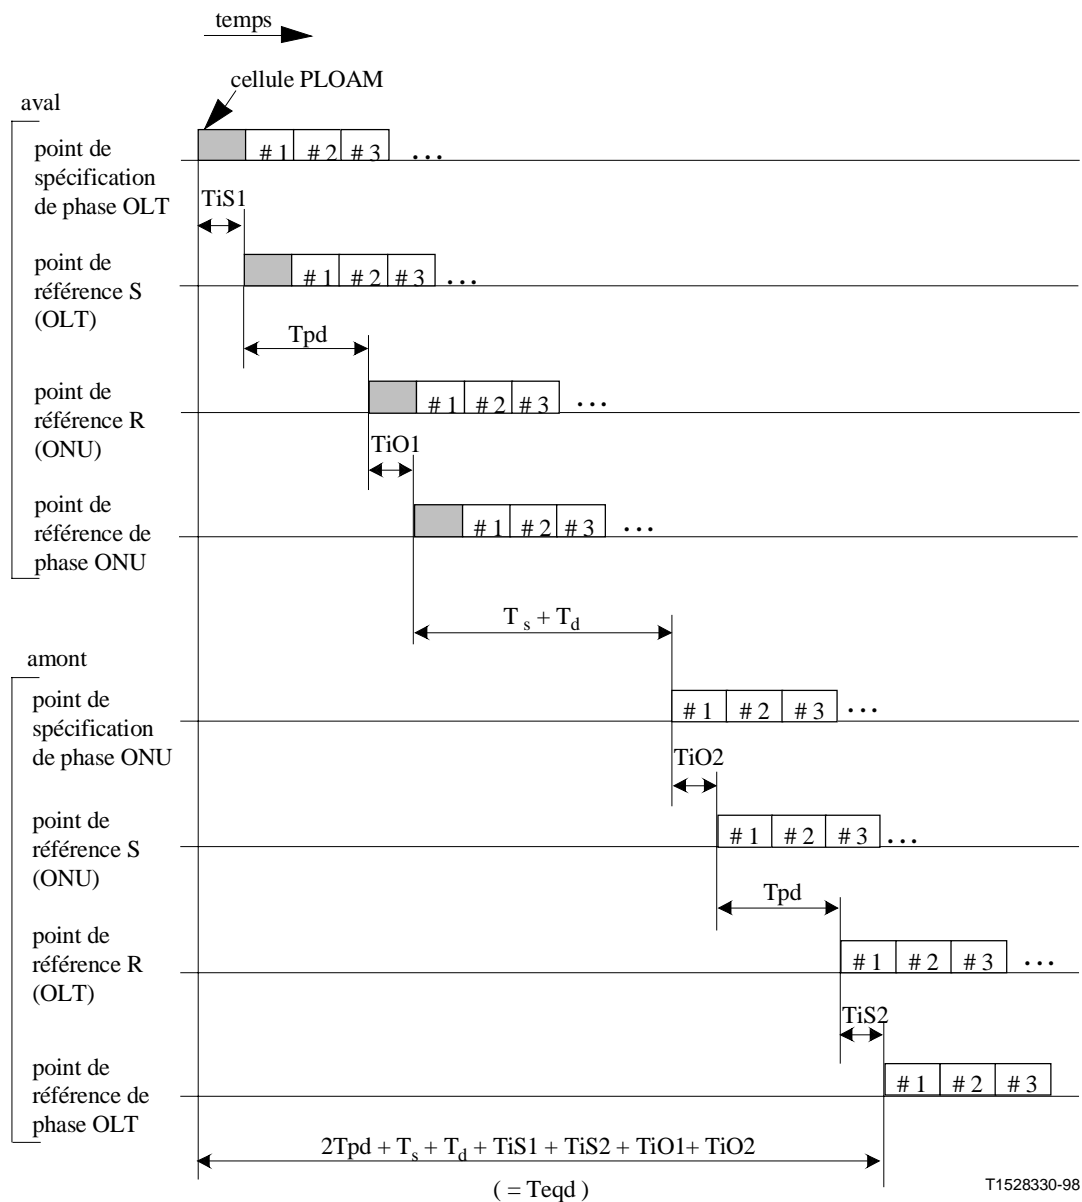 temps
cellule PLOAM
aval
point de
spécification
de phase OLT
# 1 # 2 # 3 ...
TiS1
point de
référence S
(OLT)
# 1 # 2 # 3 ...
Tpd
point de
référence R
(ONU)
# 1 # 2 # 3 ...
TiO1
point de
référence de
phase ONU
# 1 # 2 # 3 ...
T s + T d
amont
point de
spécification
de phase ONU
# 1 # 2 # 3 ...
TiO2
point de
référence S
(ONU)
# 1 # 2 # 3 ...
Tpd
point de
référence R
(OLT)
# 1 # 2 # 3 ...
TiS2
point de
référence de
phase OLT
# 1 # 2 # 3
2Tpd + T s + T d + TiS1 + TiS2 + TiO1+ TiO2
( = Teqd )
T1528330-98